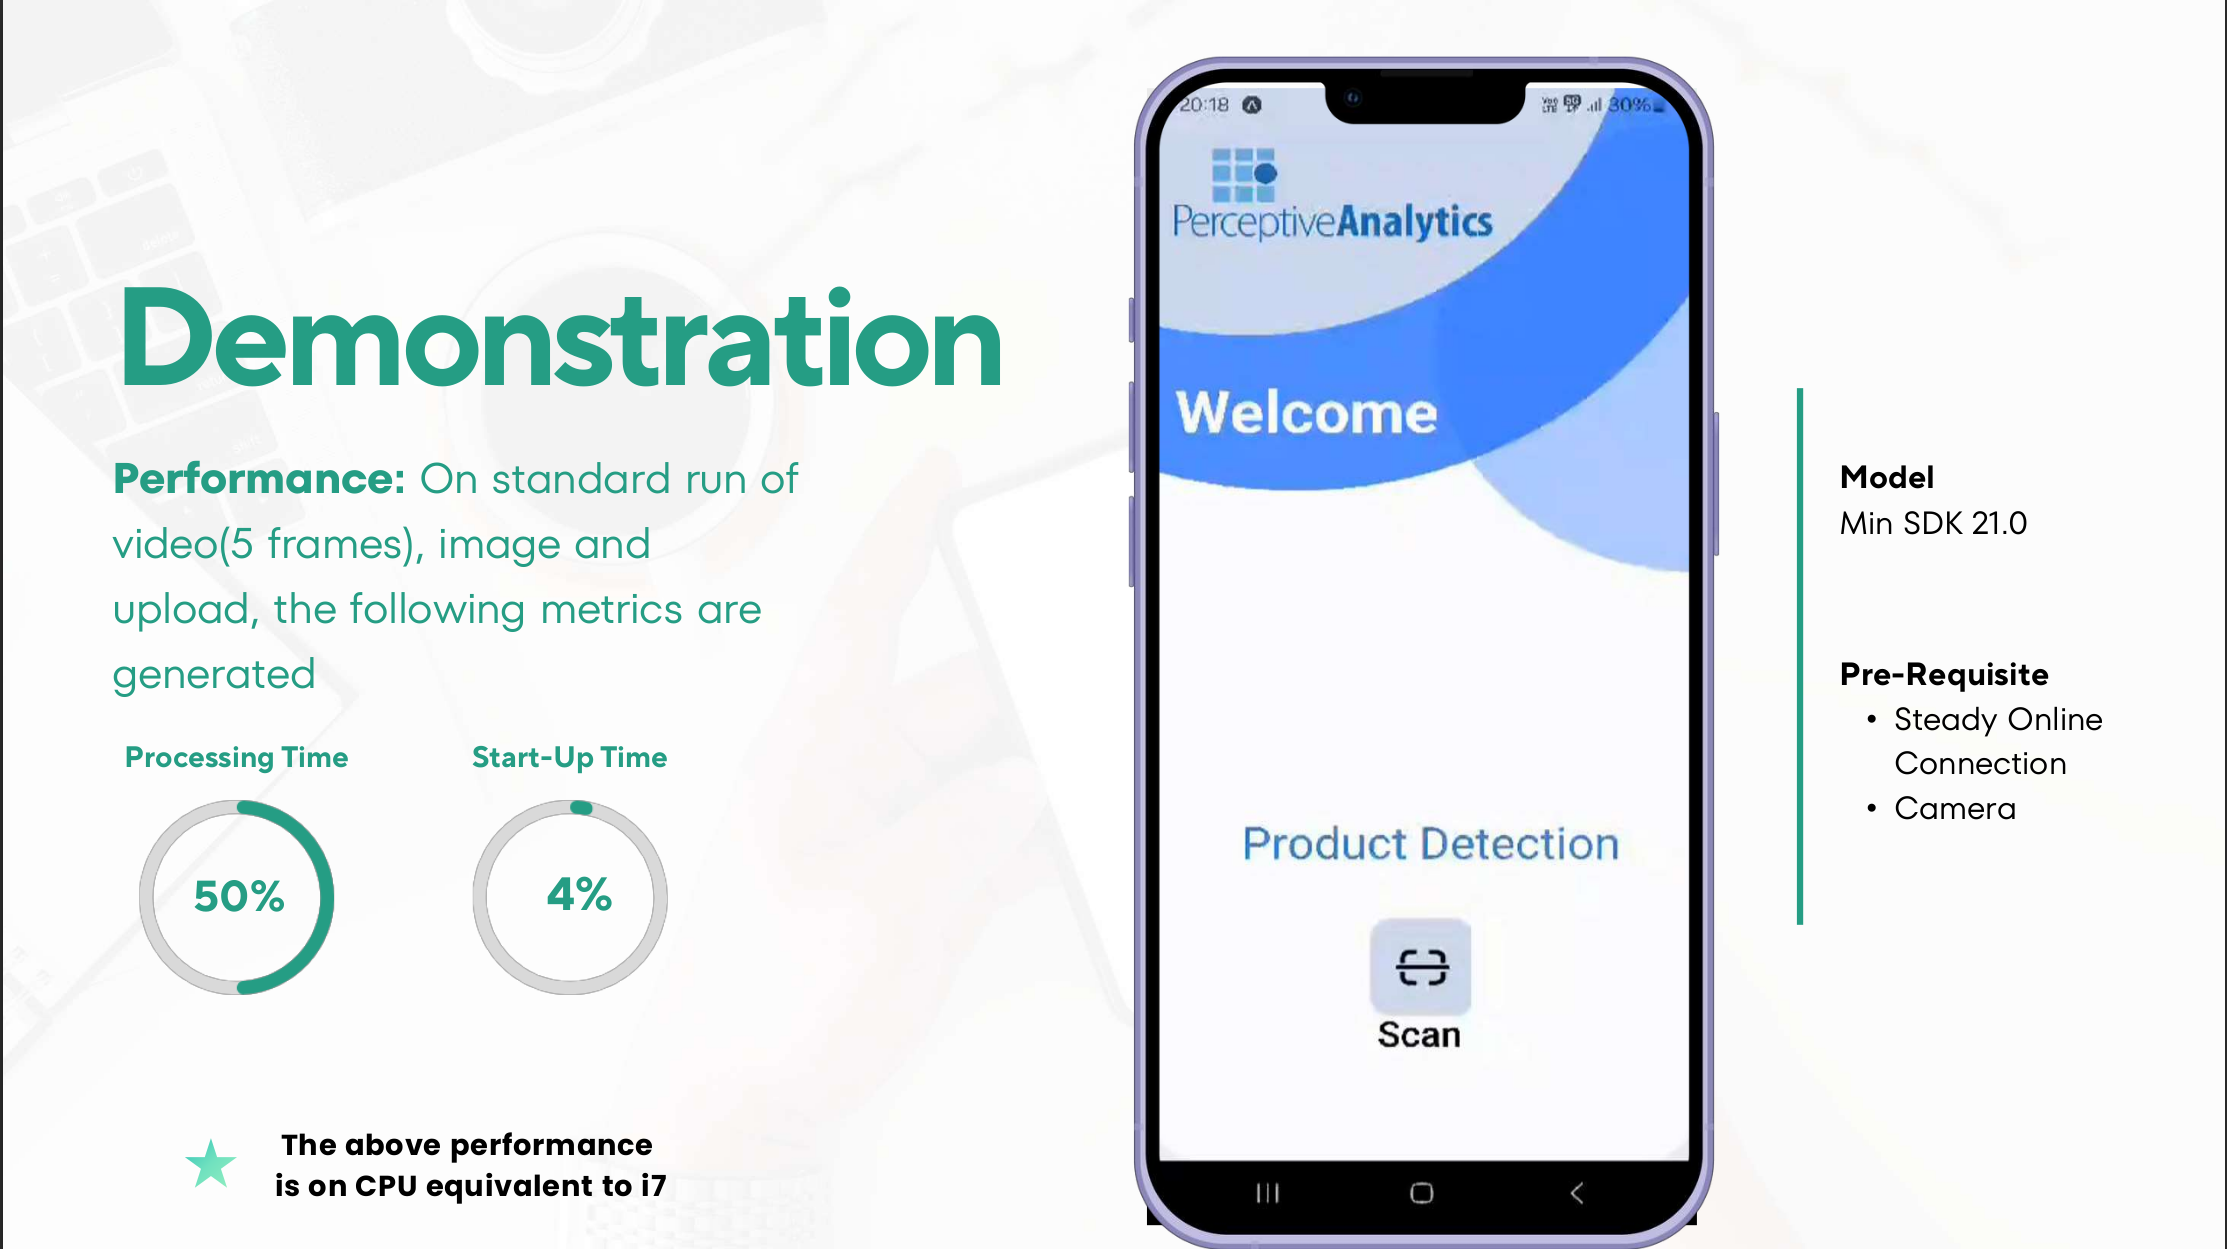 Demonstration
Performance: On standard run of
video(5 frames), image and
upload, the following metrics are
generated
Processing Time
Start-Up Time
50%
4%
The above performance
is on CPU equivalent to i7
20:18
30%
PerceptiveAnalytics
Welcome
Product Detection
Scan
Model
Min SDK 21.0
Pre-Requisite
• Steady Online
Connection
• Camera